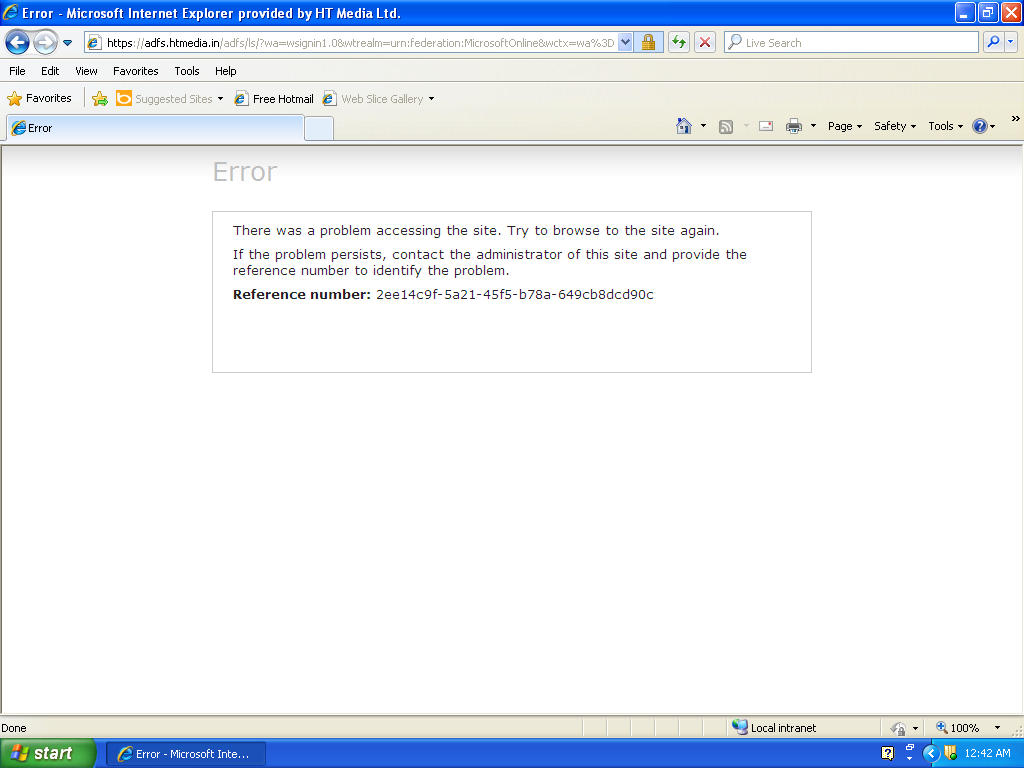 Error - Microsoft Internet Explorer provided by HT Media Ltd.
https://adfs.htmedia.in/adfs/ls/?wa=wsignin1.0&wtrealm=urn:federation:MicrosoftOnline&wctx=wa%3D
Live Search
File Edit View Favorites Tools Help
Favorites Suggested Sites Free Hotmail Web Slice Gallery
Error Page Safety Tools
Error
There was a problem accessing the site. Try to browse to the site again.
If the problem persists, contact the administrator of this site and provide the
reference number to identify the problem.
Reference number: 2ee14c9f-5a21-45f5-b78a-649cb8dcd90c
Done Local intranet 100%
start Error - Microsoft Inte... 12:42 AM